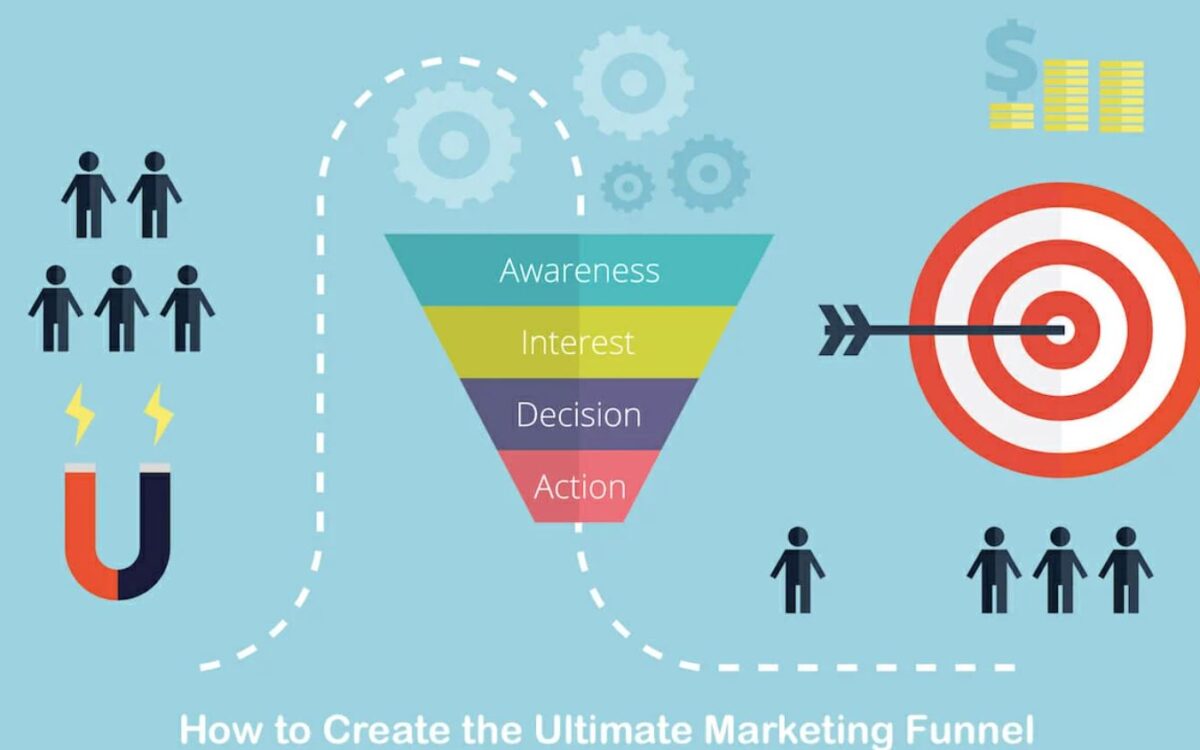 $
Awareness
Interest
Decision
Action
How to Create the Ultimate Marketing Funnel